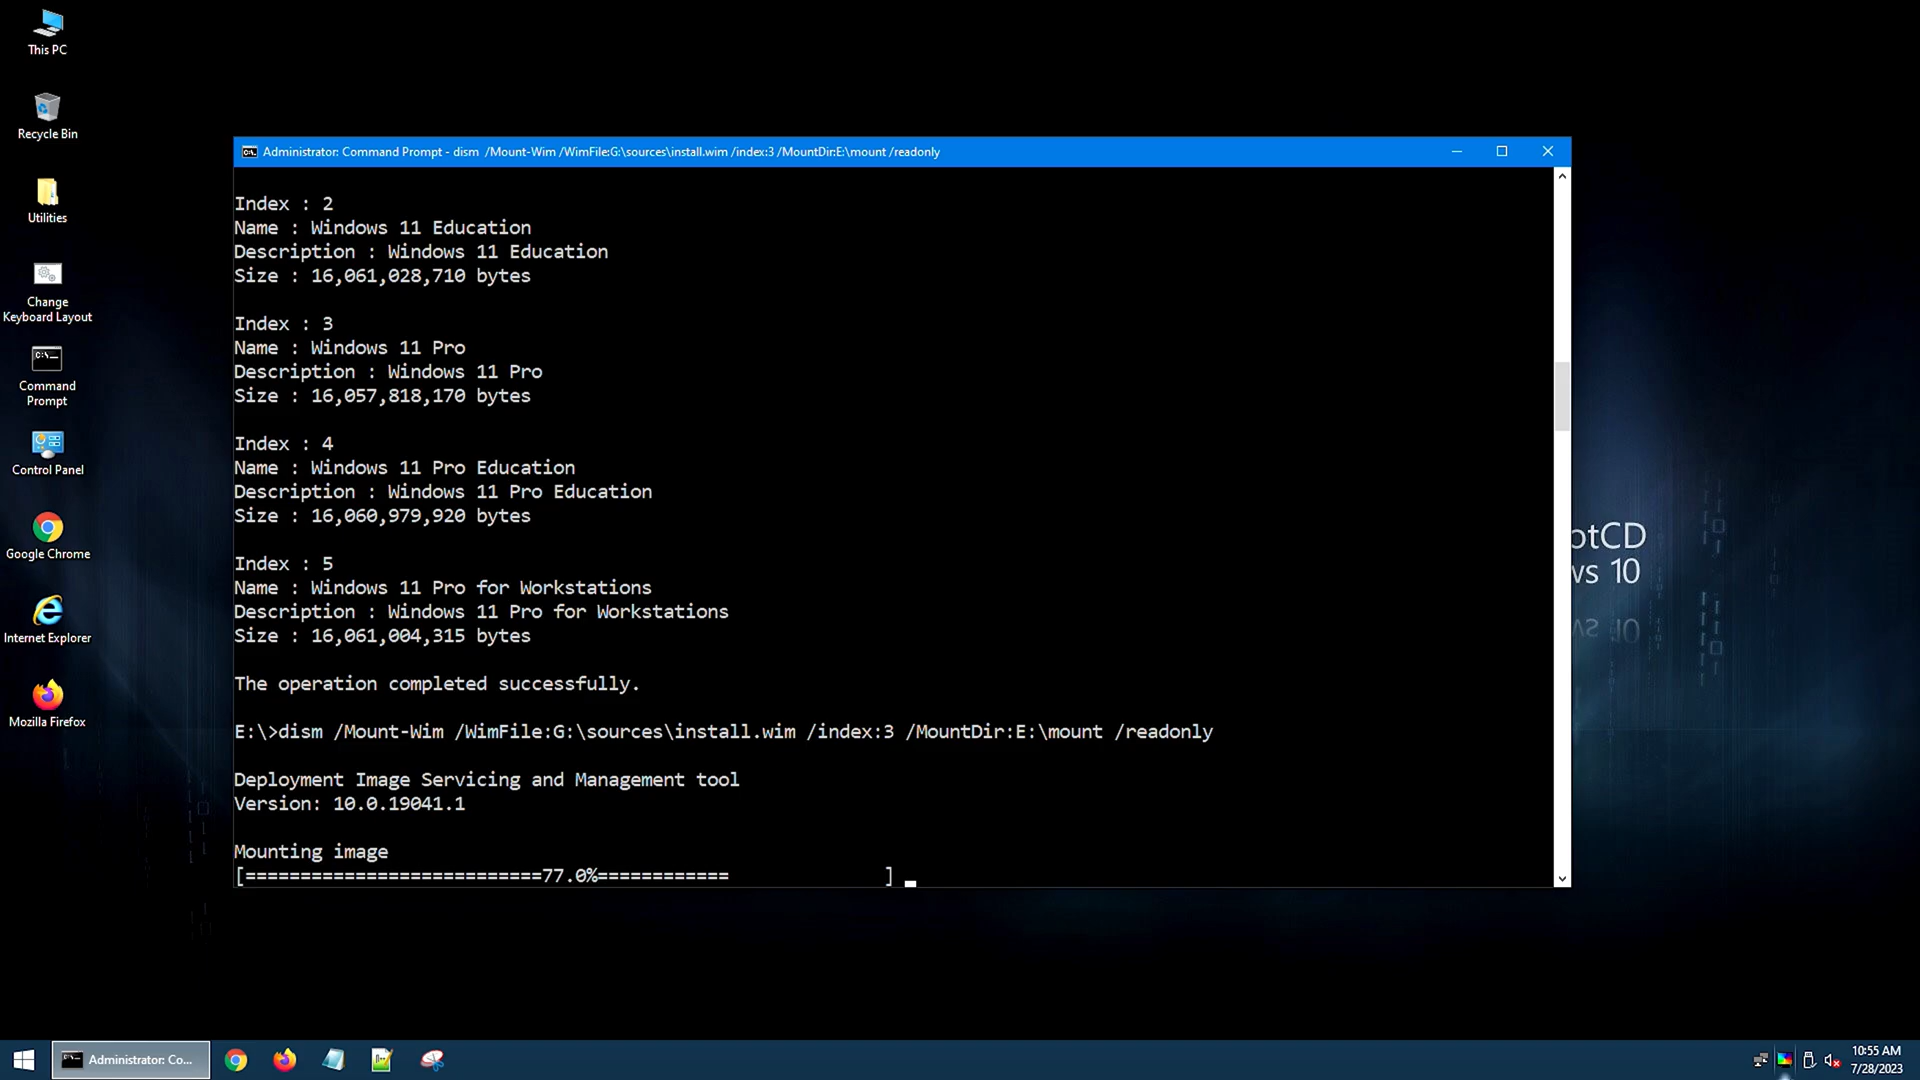 This PC
Recycle Bin
Utilities
Change
Keyboard Layout
Command
Prompt
Control Panel
Google Chrome
Internet Explorer
Mozilla Firefox
Administrator: Command Prompt - dism /Mount-Wim /WimFile:G:\sources\install.wim /index:3 /MountDir:E:\mount /readonly
Index : 2
Name : Windows 11 Education
Description : Windows 11 Education
Size : 16,061,028,710 bytes
Index : 3
Name : Windows 11 Pro
Description : Windows 11 Pro
Size : 16,057,818,170 bytes
Index : 4
Name : Windows 11 Pro Education
Description : Windows 11 Pro Education
Size : 16,060,979,920 bytes
Index : 5
Name : Windows 11 Pro for Workstations
Description : Windows 11 Pro for Workstations
Size : 16,061,004,315 bytes
The operation completed successfully.
E:\>dism /Mount-Wim /WimFile:G:\sources\install.wim /index:3 /MountDir:E:\mount /readonly
Deployment Image Servicing and Management tool
Version: 10.0.19041.1
Mounting image
[===========================77.0%============              ]
otCD
ws 10
Administrator: Co...
10:55 AM
7/28/2023